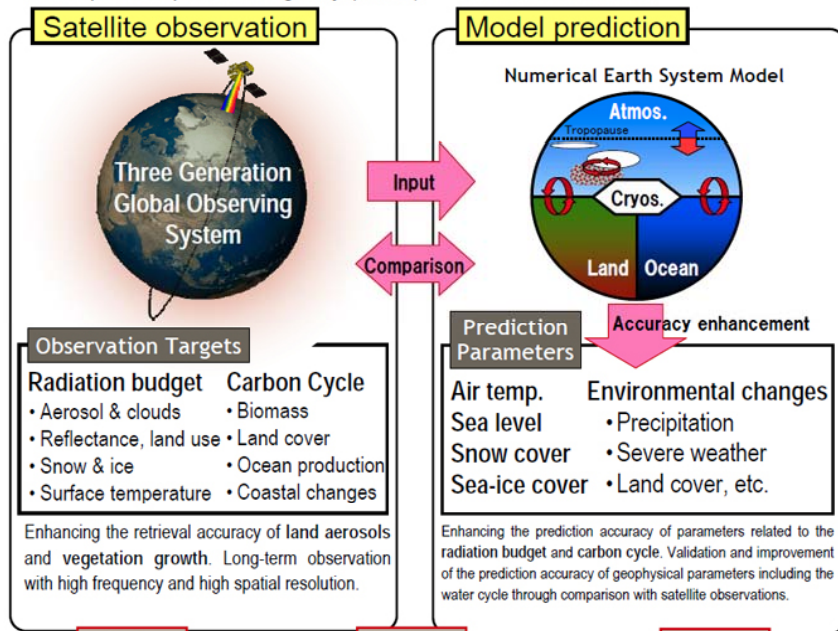 Satellite observation
Three Generation
Global Observing
System
Observation Targets
Radiation budget
• Aerosol & clouds
• Reflectance, land use
• Snow & ice
• Surface temperature
Carbon Cycle
• Biomass
• Land cover
• Ocean production
• Coastal changes
Enhancing the retrieval accuracy of land aerosols
and vegetation growth. Long-term observation
with high frequency and high spatial resolution.
Input
Comparison
Model prediction
Numerical Earth System Model
Atmos.
Tropopause
Cryos.
Land
Ocean
Accuracy enhancement
Prediction
Parameters
Air temp.
Sea level
Snow cover
Sea-ice cover
Environmental changes
• Precipitation
• Severe weather
• Land cover, etc.
Enhancing the prediction accuracy of parameters related to the
radiation budget and carbon cycle. Validation and improvement
of the prediction accuracy of geophysical parameters including the
water cycle through comparison with satellite observations.